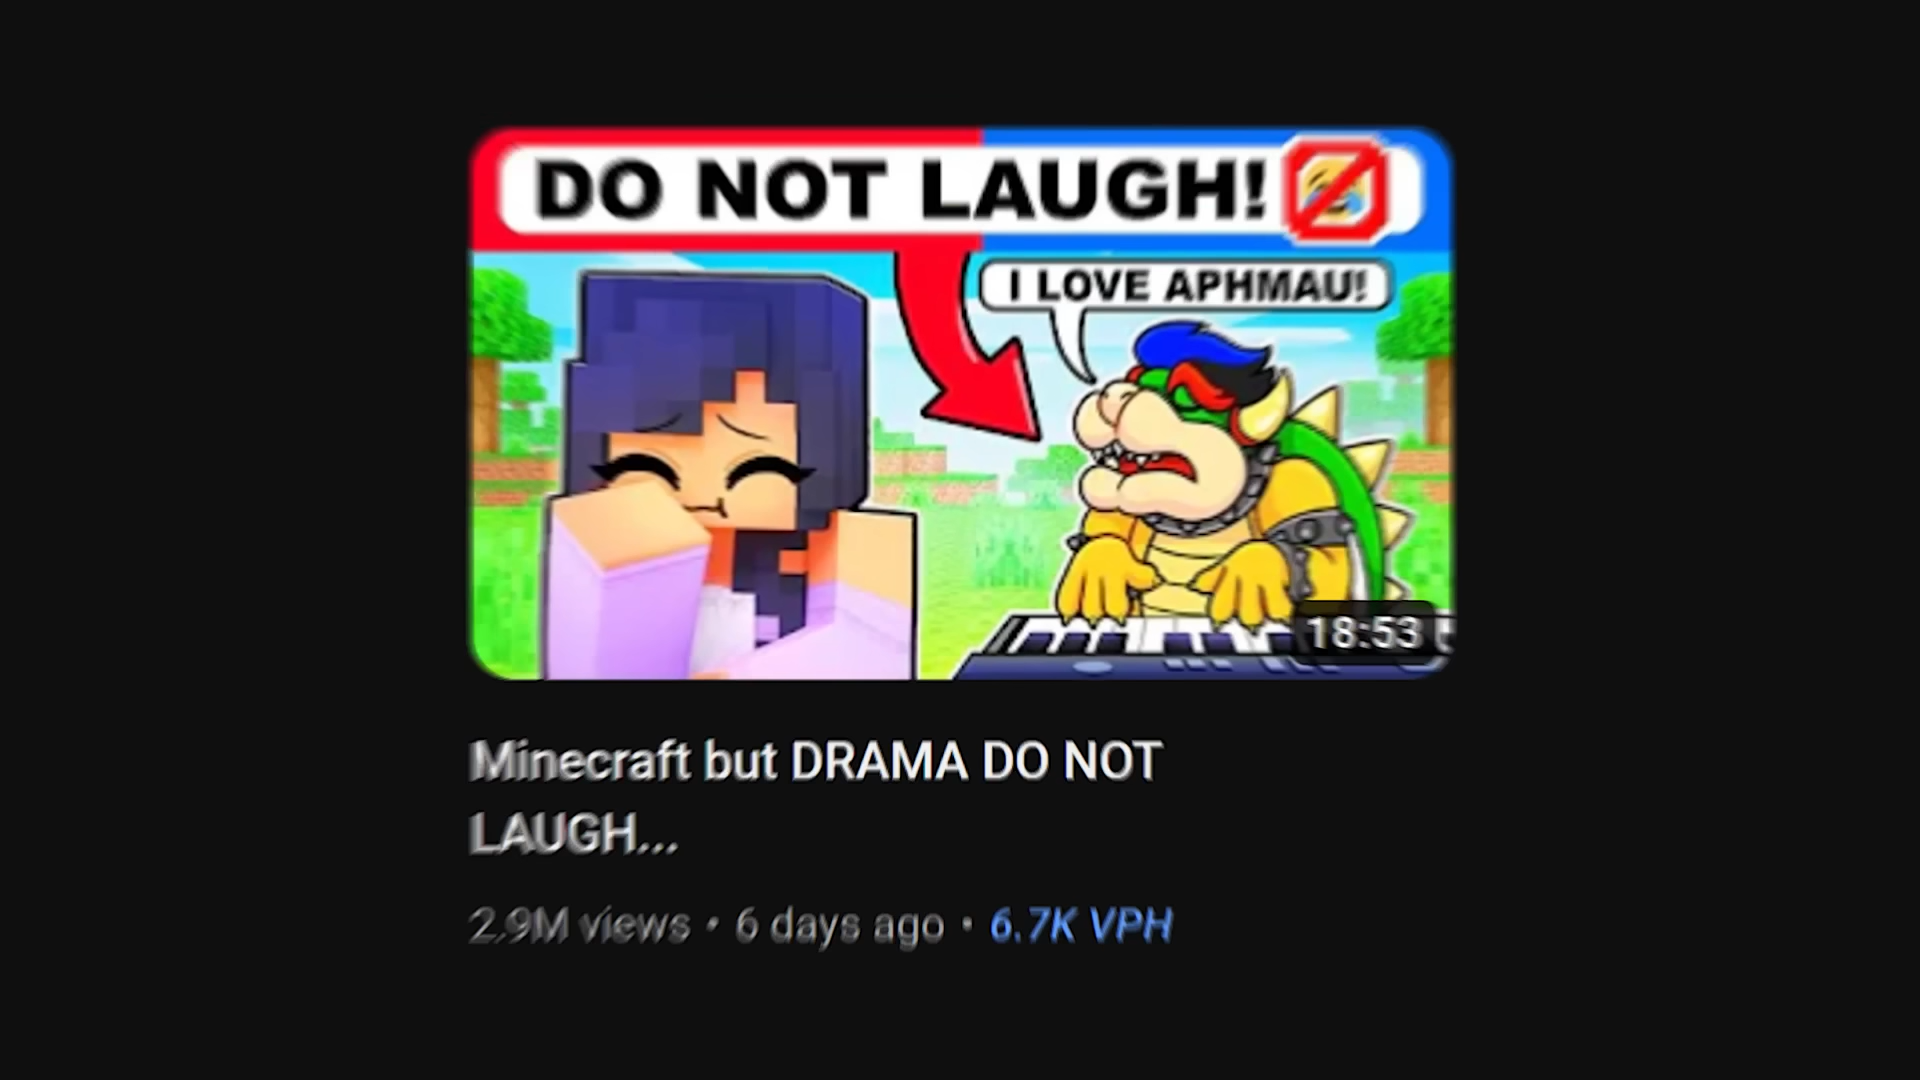 DO NOT LAUGH!
I LOVE APHMAU!
18:53
Minecraft but DRAMA DO NOT
LAUGH...
2.9M views • 6 days ago • 6.7K VPH